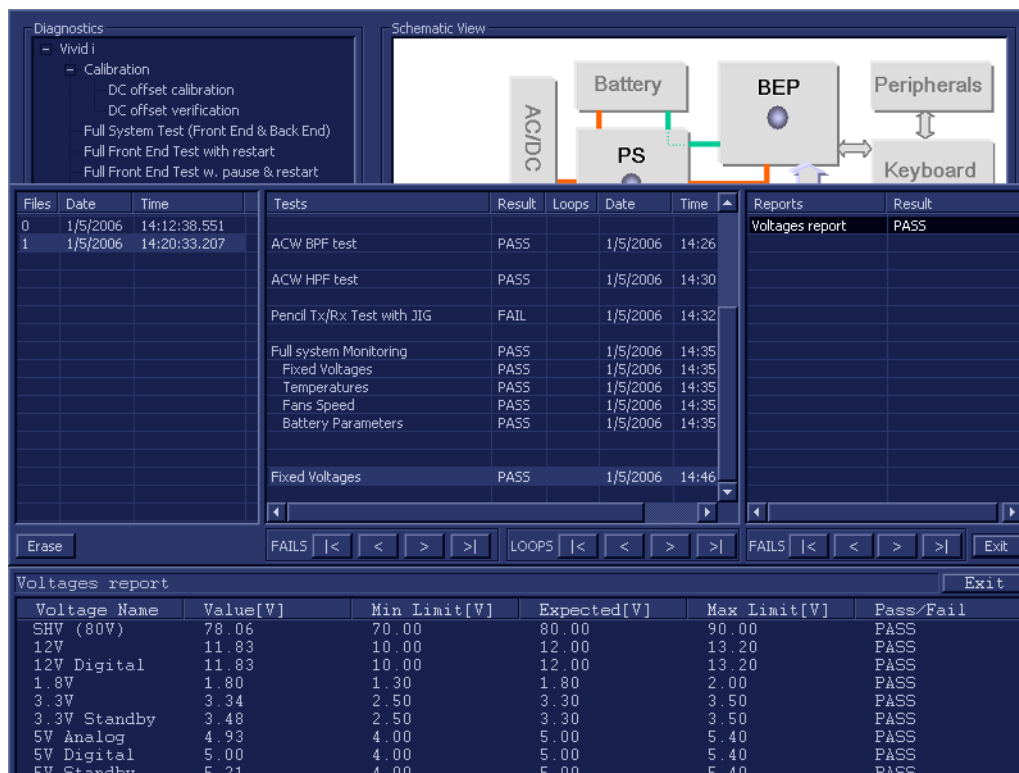 Diagnostics
Vivid i
Calibration
DC offset calibration
DC offset verification
Full System Test (Front End & Back End)
Full Front End Test with restart
Full Front End Test w. pause & restart
Schematic View
Battery
BEP
Peripherals
AC/DC
PS
Keyboard
Files Date Time
0 1/5/2006 14:12:38.551
1 1/5/2006 14:20:33.207
Erase
Tests Result Loops Date Time
ACW BPF test PASS 1/5/2006 14:26
ACW HPF test PASS 1/5/2006 14:30
Pencil Tx/Rx Test with JIG FAIL 1/5/2006 14:32
Full system Monitoring PASS 1/5/2006 14:35
Fixed Voltages PASS 1/5/2006 14:35
Temperatures PASS 1/5/2006 14:35
Fans Speed PASS 1/5/2006 14:35
Battery Parameters PASS 1/5/2006 14:35
Fixed Voltages PASS 1/5/2006 14:46
FAILS |< < > >| LOOPS |< < > >|
Reports Result
Voltages report PASS
FAILS |< < > >| Exit
Voltages report Exit
Voltage Name Value[V] Min Limit[V] Expected[V] Max Limit[V] Pass/Fail
SHV (80V) 78.06 70.00 80.00 90.00 PASS
12V 11.83 10.00 12.00 13.20 PASS
12V Digital 11.83 10.00 12.00 13.20 PASS
1.8V 1.80 1.30 1.80 2.00 PASS
3.3V 3.34 2.50 3.30 3.50 PASS
3.3V Standby 3.48 2.50 3.30 3.50 PASS
5V Analog 4.93 4.00 5.00 5.40 PASS
5V Digital 5.00 4.00 5.00 5.40 PASS
5V Standby 5.21 4.00 5.00 5.40 PASS